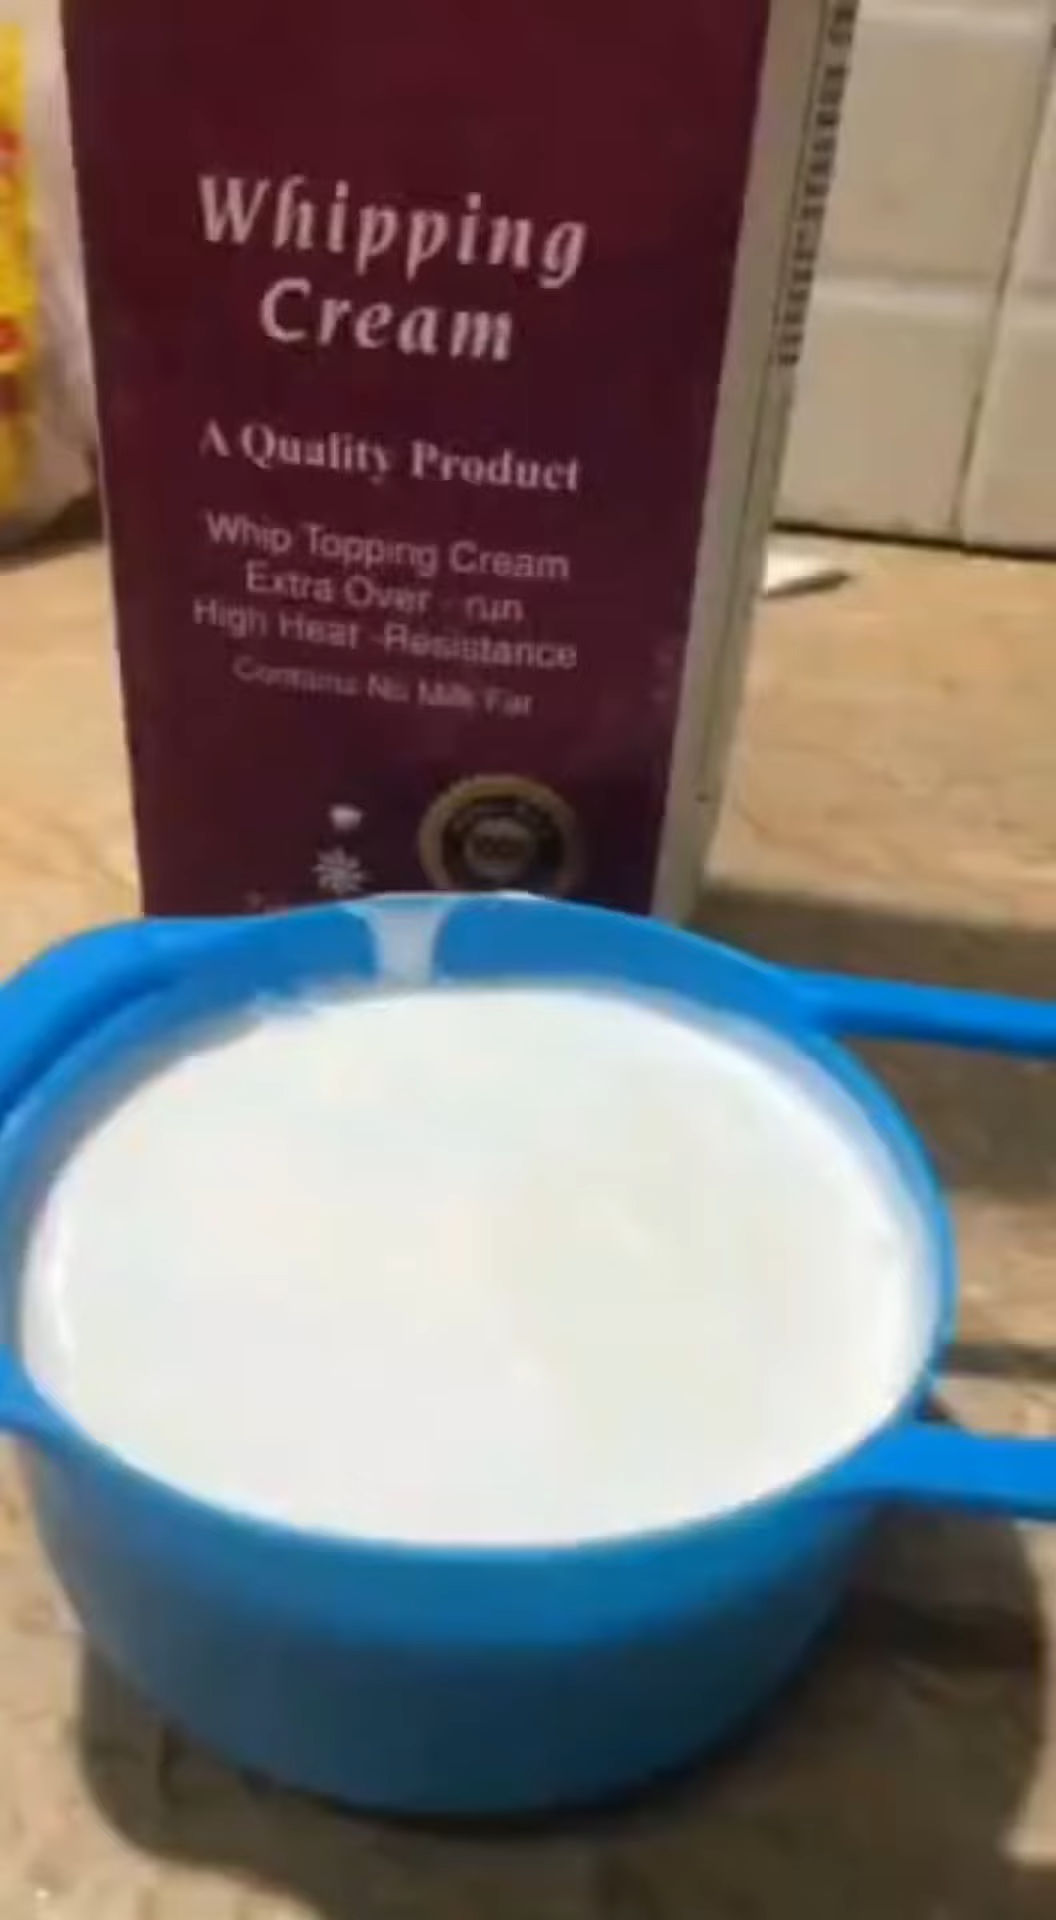 Whipping
Cream
A Quality Product
Whip Topping Cream
Extra Over - run
High Heat -Resistance
Contains No Milk Fat